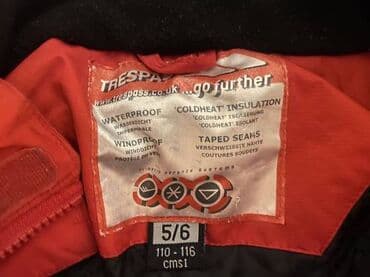 TRESPASS
www.trespass.co.uk ...go further
WATERPROOF
WASSERDICHT
IMPERMEABLE
WINDPROOF
WINDDICHT
'COLDHEAT' INSULATION
'COLDHEAT' ISOLIERUNG
'COLDHEAT' ISOLANT
TAPED SEAMS
VERSCHWEISSTE NÄHTE
COUTURES SOUDEES
5/6
110 - 116
cms